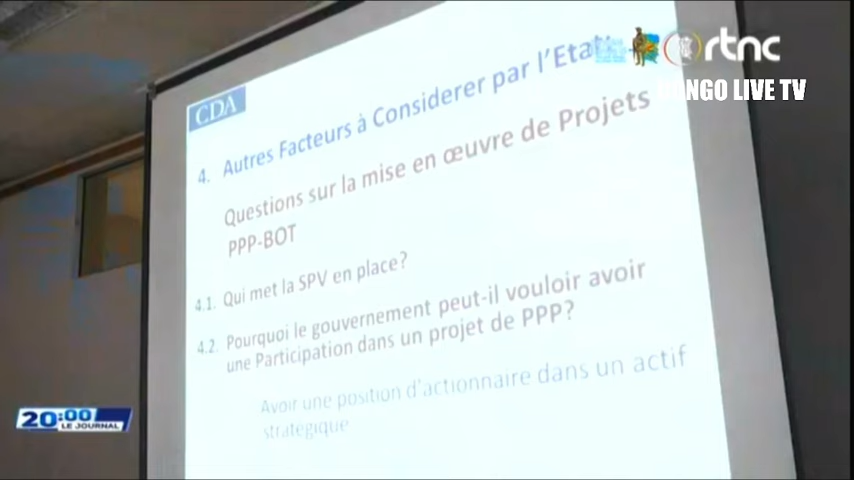 rtnc
LIVE TV
CDA
4. Autres Facteurs à Considerer par l'Etat
Questions sur la mise en œuvre de Projets
PPP-BOT
4.1. Qui met la SPV en place?
4.2. Pourquoi le gouvernement peut-il vouloir avoir
une Participation dans un projet de PPP?
Avoir une position d'actionnaire dans un actif
stratégique
20:00
LE JOURNAL